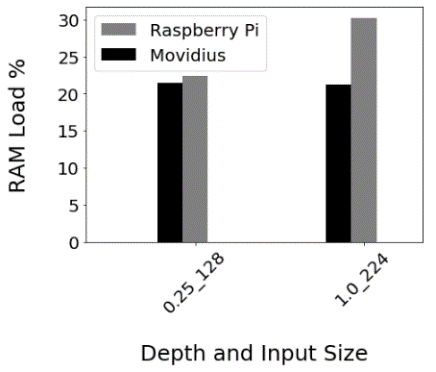 RAM Load %
30
25
20
15
10
5
0
Raspberry Pi
Movidius
0.25_128
1.0_224
Depth and Input Size